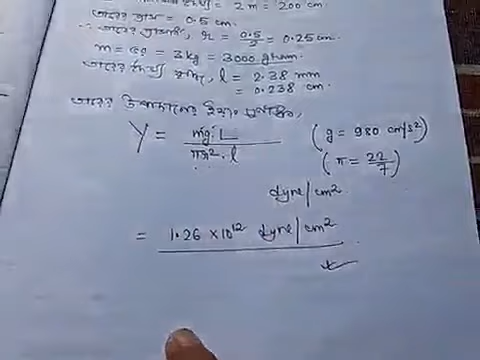 = 2 m = 200 cm
তারের ব্যাস = 0.5 cm.
∴ তারের ব্যাসার্ধ, r = 0.5/2 = 0.25 cm.
m = ভর = 3 kg = 3000 gram
তারের দৈর্ঘ্য বৃদ্ধি, l = 2.38 mm
= 0.238 cm.
তারের উপাদানের ইয়ং গুণাঙ্ক,
Y = mg·L / πr²·l (g = 980 cm/s²)
(π = 22/7)
dyne/cm²
= 1.26 × 10¹² dyne/cm²